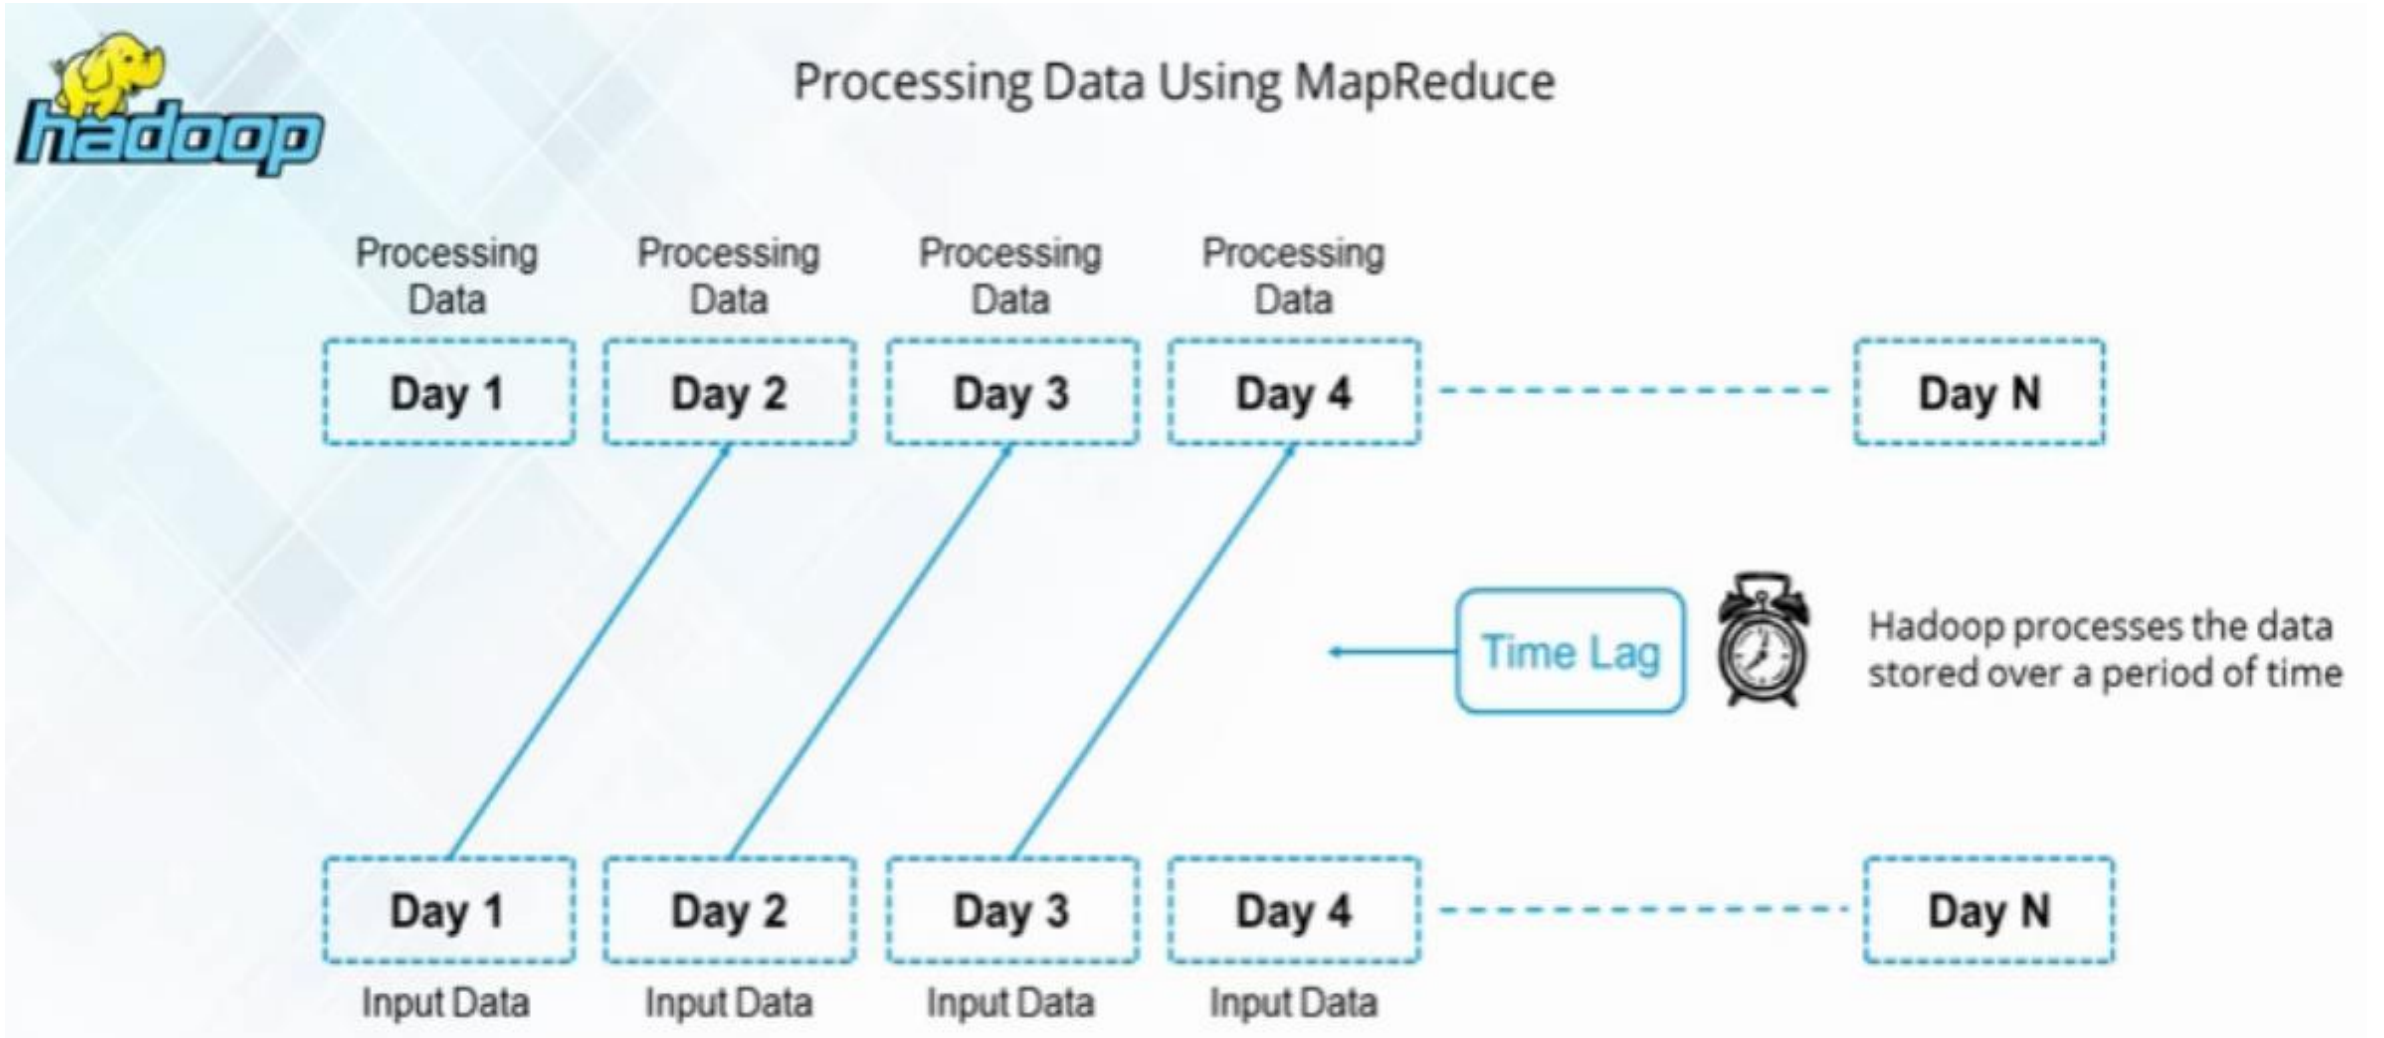 hadoop
Processing Data Using MapReduce
Processing
Data
Processing
Data
Processing
Data
Processing
Data
Day 1
Day 2
Day 3
Day 4
Day N
Time Lag
Hadoop processes the data
stored over a period of time
Day 1
Day 2
Day 3
Day 4
Day N
Input Data
Input Data
Input Data
Input Data